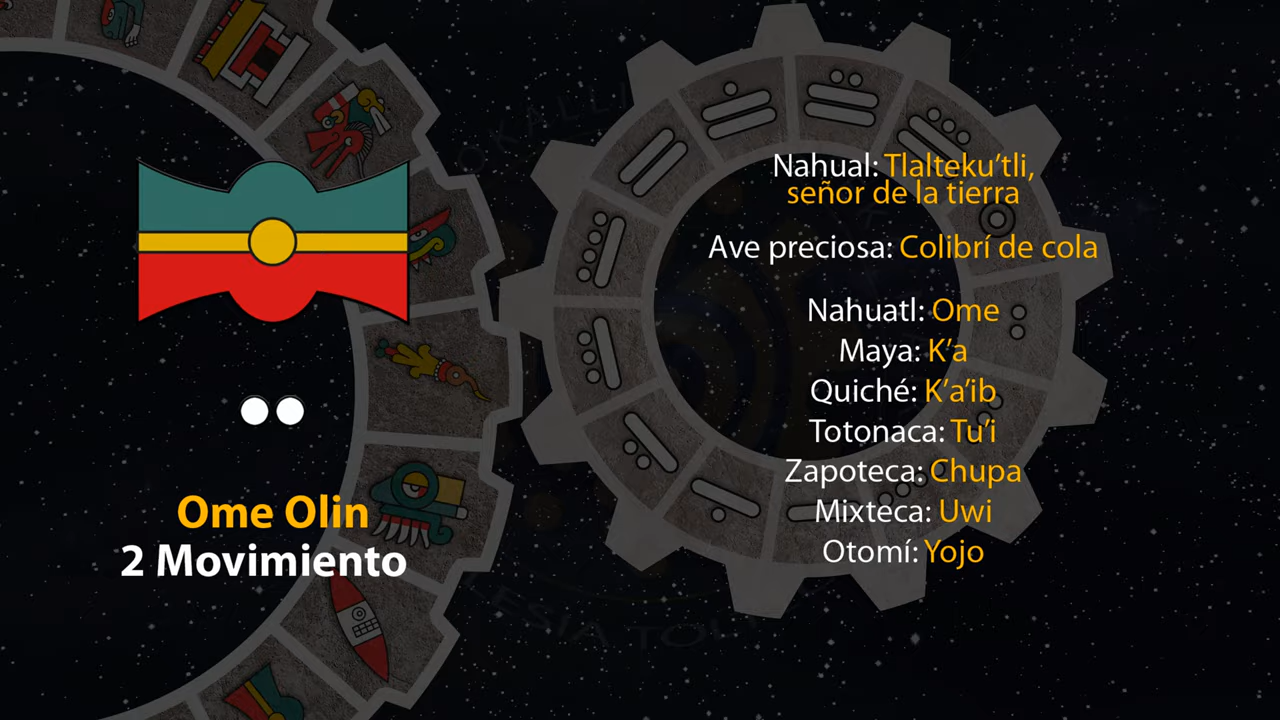 Ome Olin
2 Movimiento
Nahual: Tlalteku’tli,
señor de la tierra
Ave preciosa: Colibrí de cola
Nahuatl: Ome
Maya: K’a
Quiché: K’a’ib
Totonaca: Tu’i
Zapoteca: Chupa
Mixteca: Uwi
Otomí: Yojo